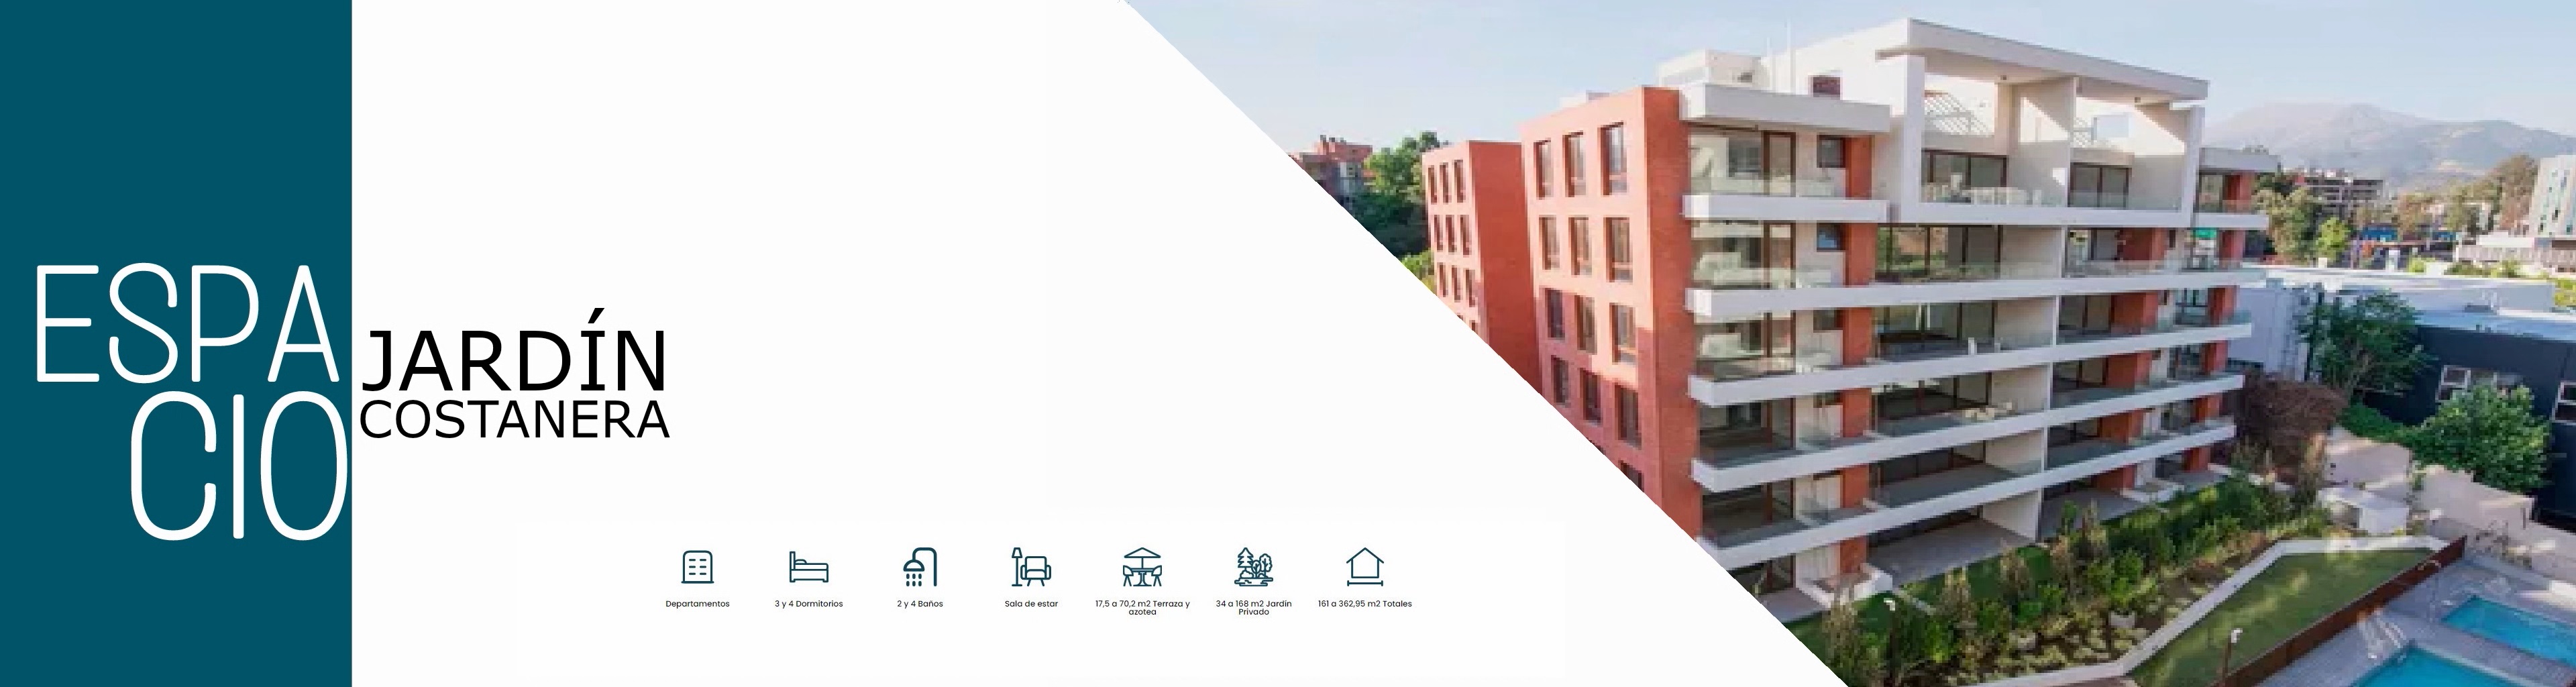 ESPA
CIO
JARDÍN
COSTANERA
Departamentos
3 y 4 Dormitorios
2 y 4 Baños
Sala de estar
17,5 a 70,2 m2 Terraza y
azotea
34 a 168 m2 Jardín
Privado
161 a 362,95 m2 Totales